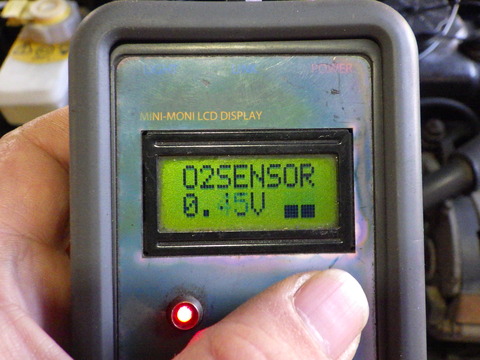 POWER
MINI-MONI LCD DISPLAY
O2SENSOR
0.45V